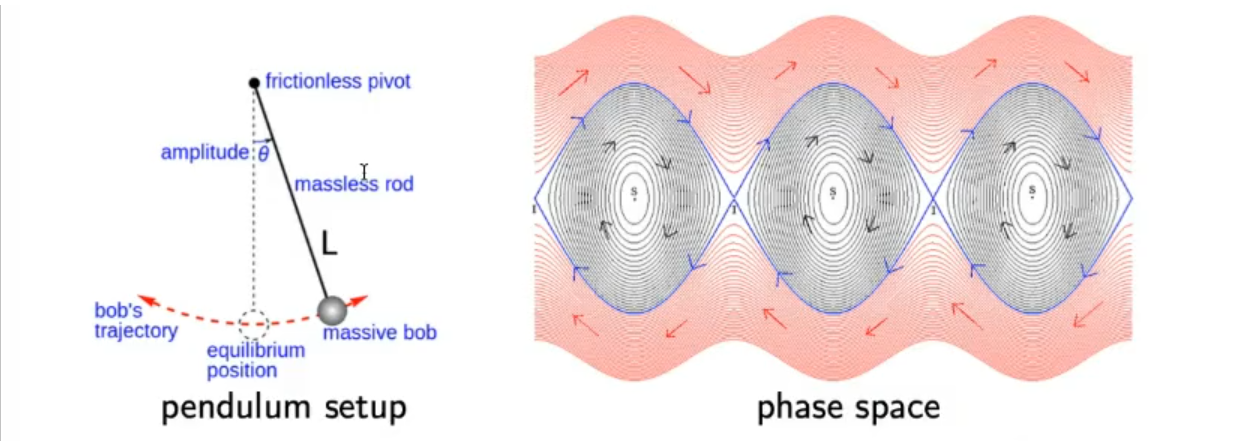 frictionless pivot
amplitude θ
massless rod
L
bob's
trajectory
massive bob
equilibrium
position
pendulum setup
S
S
S
I
I
I
phase space